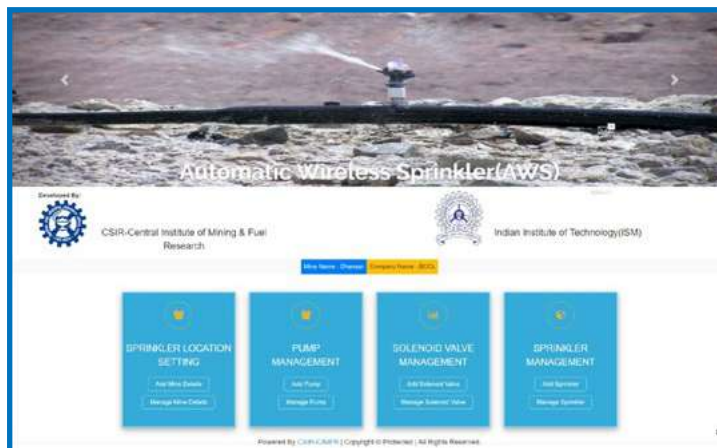 Automatic Wireless Sprinkler(AWS)
Developed By:
CSIR-Central Institute of Mining & Fuel
Research
Indian Institute of Technology(ISM)
Mine Name : Company Name : BCCL
SPRINKLER LOCATION
SETTING
Add Mine Details
Manage Mine Details
PUMP
MANAGEMENT
Add Pump
Manage Pump
SOLENOID VALVE
MANAGEMENT
Add Solenoid Valve
Manage Solenoid Valve
SPRINKLER
MANAGEMENT
Add Sprinkler
Manage Sprinkler
Powered By CSIR-CIMFR | Copyright © Protected | All Rights Reserved.